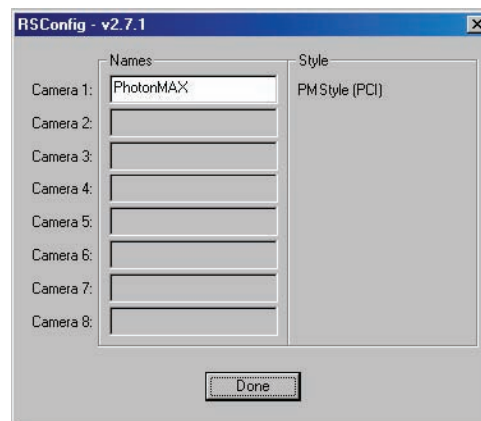 RSConfig - v2.7.1
Names
Style
Camera 1:
PhotonMAX
PM Style (PCI)
Camera 2:
Camera 3:
Camera 4:
Camera 5:
Camera 6:
Camera 7:
Camera 8:
Done